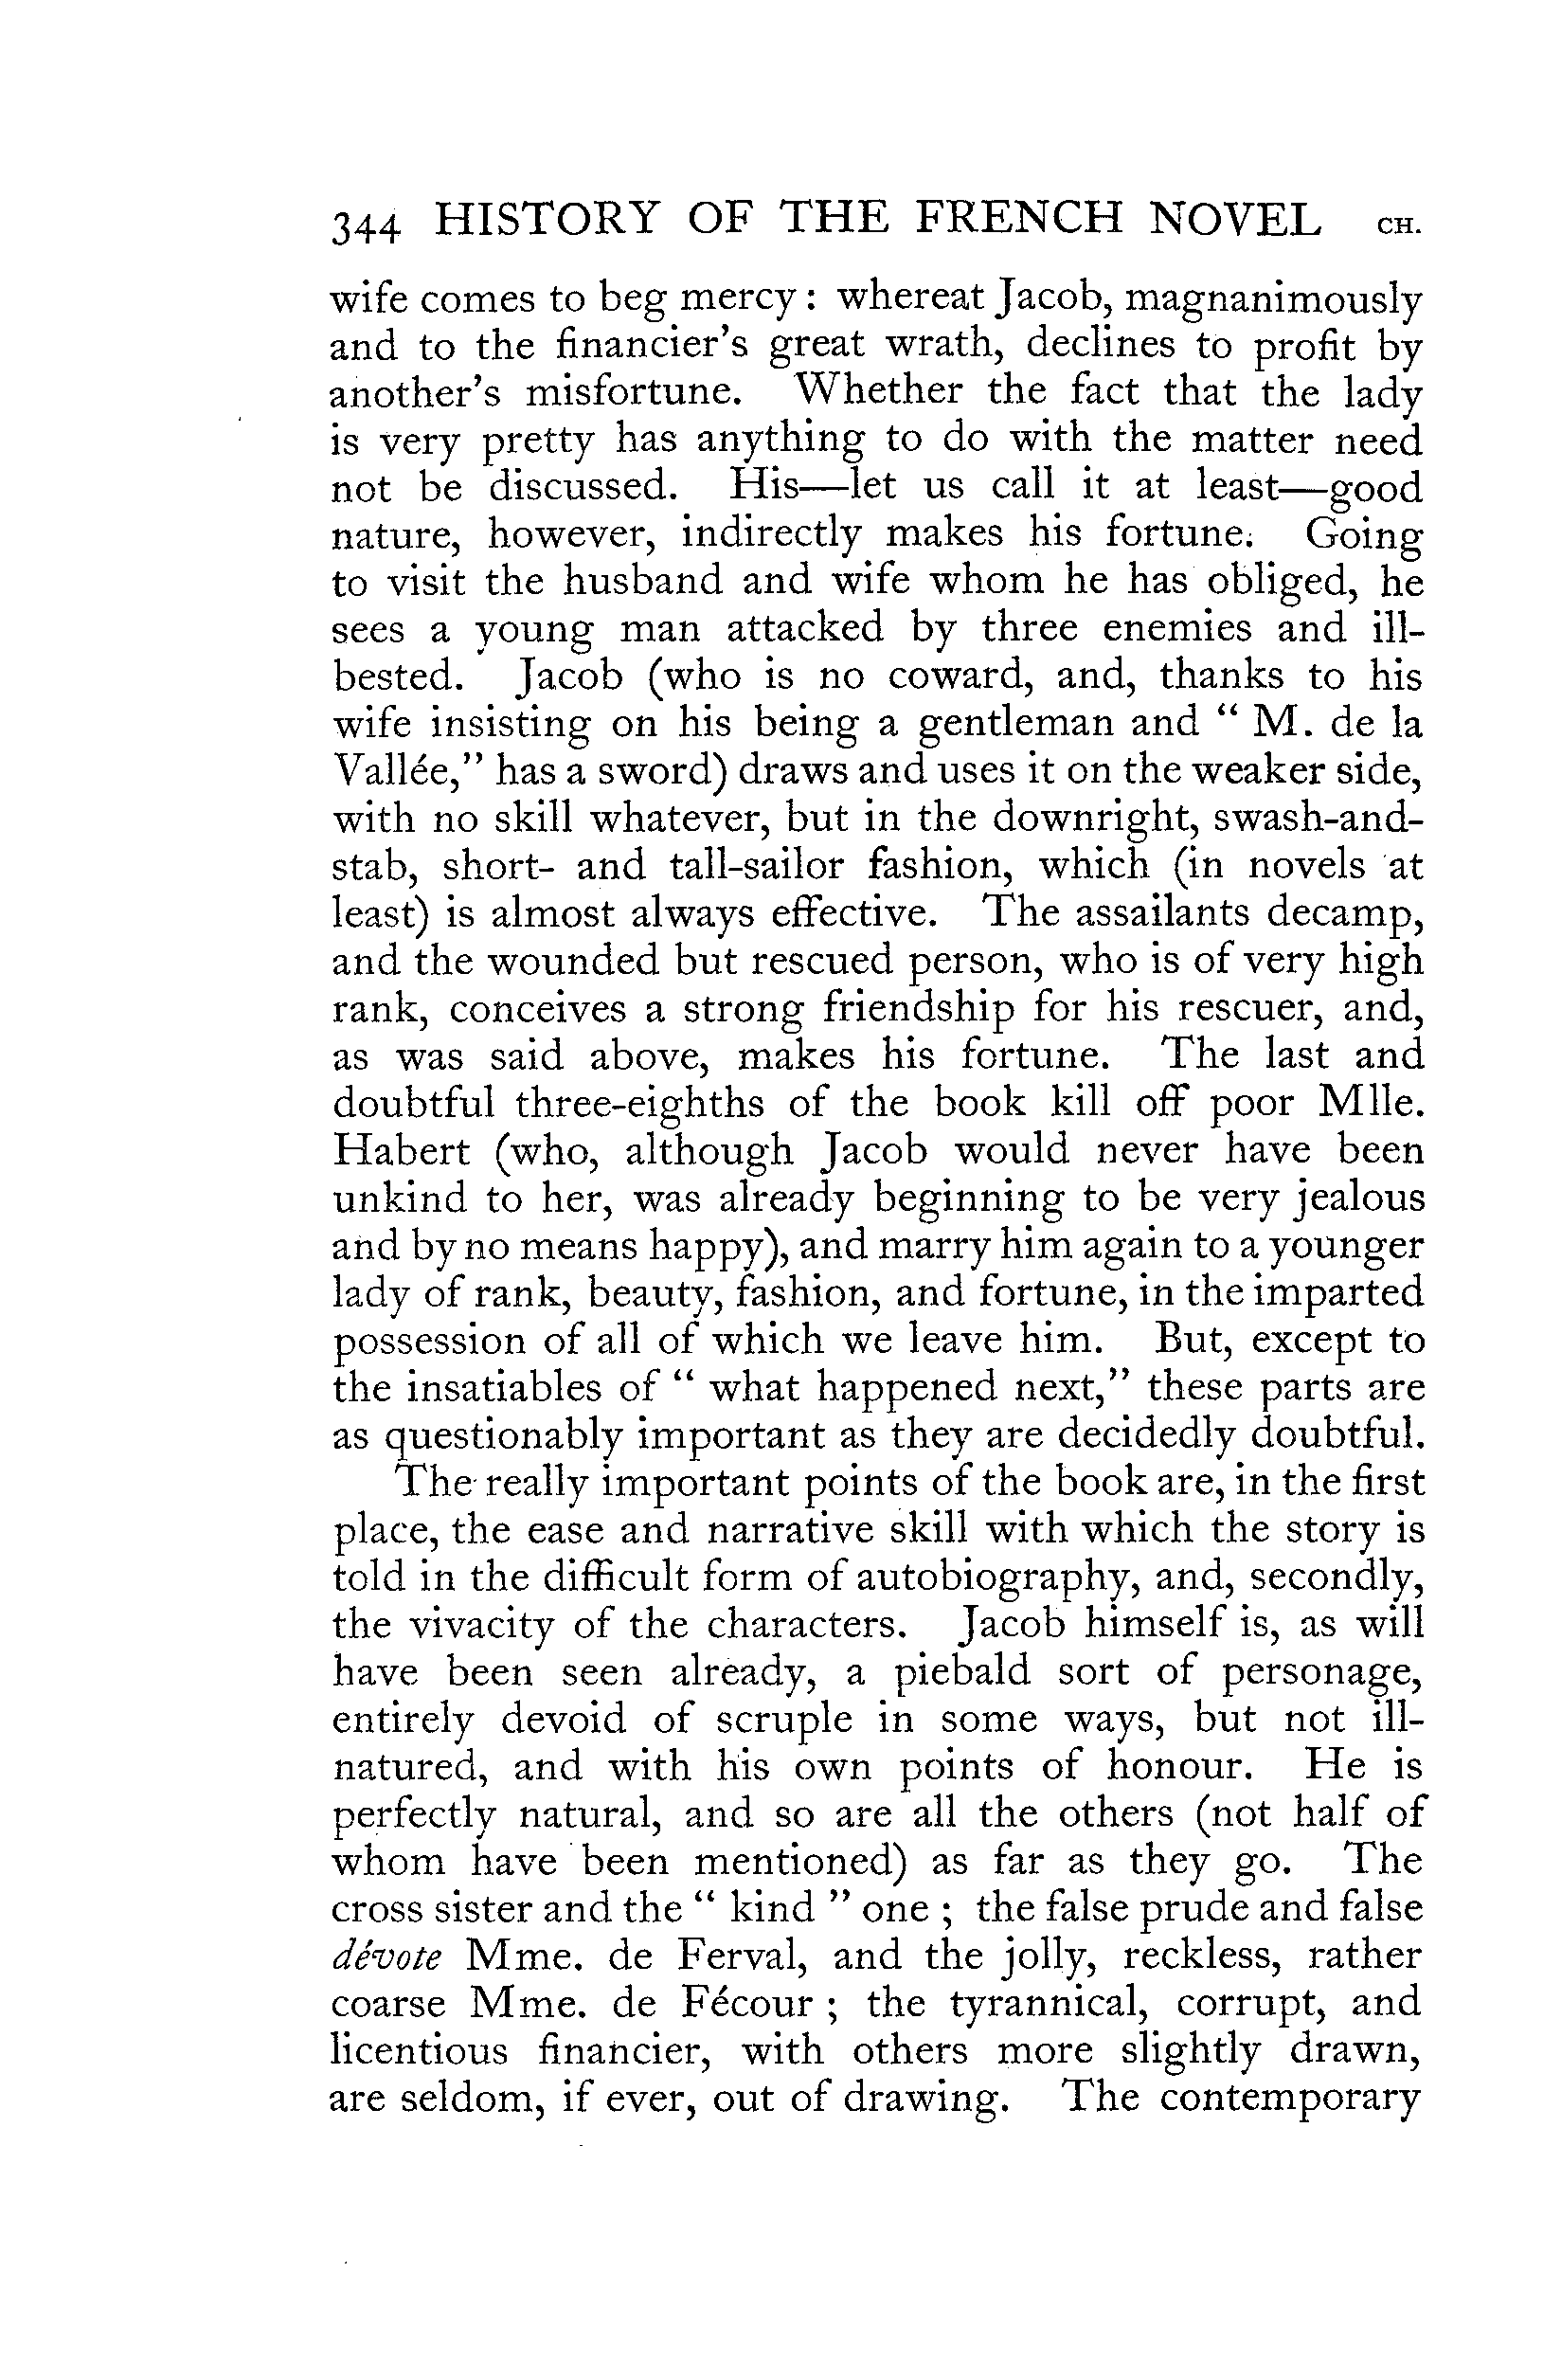 344 HISTORY OF THE FRENCH NOVEL CH.
wife comes to beg mercy : whereat Jacob, magnanimously
and to the financier's great wrath, declines to profit by
another's misfortune. Whether the fact that the lady
is very pretty has anything to do with the matter need
not be discussed. His—let us call it at least—good
nature, however, indirectly makes his fortune. Going
to visit the husband and wife whom he has obliged, he
sees a young man attacked by three enemies and ill-
bested. Jacob (who is no coward, and, thanks to his
wife insisting on his being a gentleman and " M. de la
Vallée," has a sword) draws and uses it on the weaker side,
with no skill whatever, but in the downright, swash-and-
stab, short- and tall-sailor fashion, which (in novels at
least) is almost always effective. The assailants decamp,
and the wounded but rescued person, who is of very high
rank, conceives a strong friendship for his rescuer, and,
as was said above, makes his fortune. The last and
doubtful three-eighths of the book kill off poor Mlle.
Habert (who, although Jacob would never have been
unkind to her, was already beginning to be very jealous
and by no means happy), and marry him again to a younger
lady of rank, beauty, fashion, and fortune, in the imparted
possession of all of which we leave him. But, except to
the insatiables of " what happened next," these parts are
as questionably important as they are decidedly doubtful.
The really important points of the book are, in the first
place, the ease and narrative skill with which the story is
told in the difficult form of autobiography, and, secondly,
the vivacity of the characters. Jacob himself is, as will
have been seen already, a piebald sort of personage,
entirely devoid of scruple in some ways, but not ill-
natured, and with his own points of honour. He is
perfectly natural, and so are all the others (not half of
whom have been mentioned) as far as they go. The
cross sister and the " kind " one ; the false prude and false
dévote Mme. de Ferval, and the jolly, reckless, rather
coarse Mme. de Fécour ; the tyrannical, corrupt, and
licentious financier, with others more slightly drawn,
are seldom, if ever, out of drawing. The contemporary